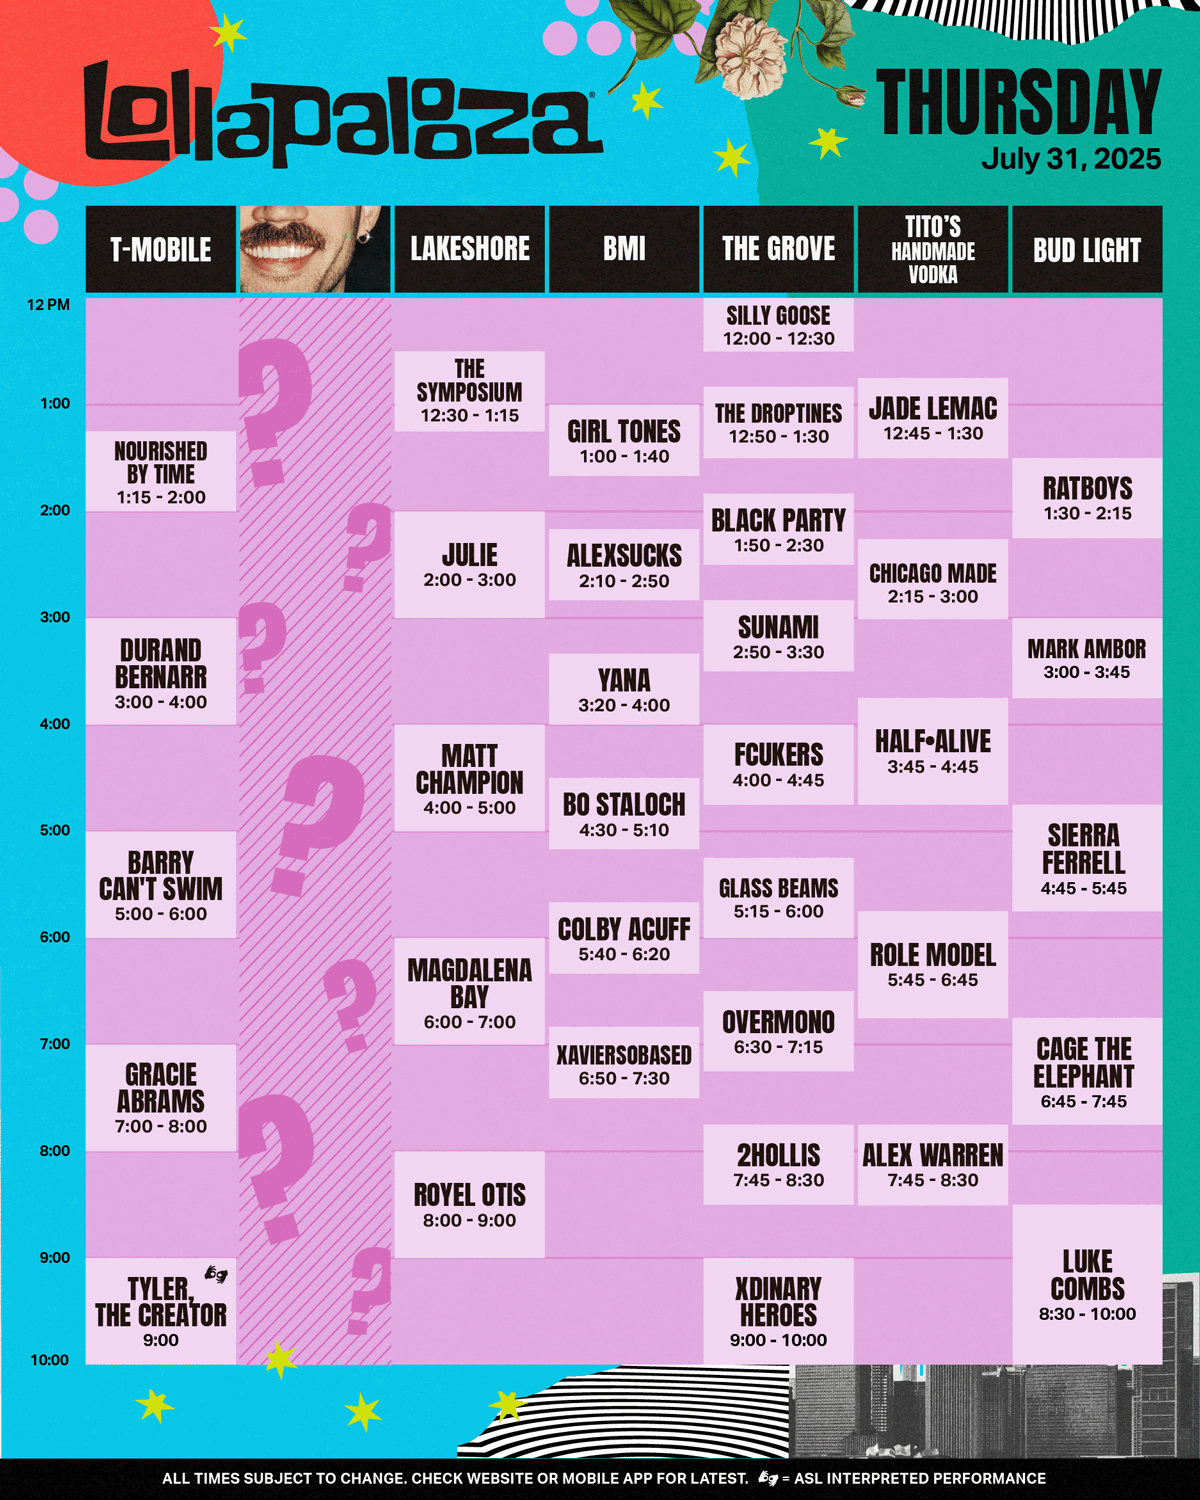 Lollapalooza®
THURSDAY
July 31, 2025
T-MOBILE
LAKESHORE
BMI
THE GROVE
TITO'S
HANDMADE
VODKA
BUD LIGHT
12 PM
1:00
2:00
3:00
4:00
5:00
6:00
7:00
8:00
9:00
10:00
NOURISHED
BY TIME
1:15 - 2:00
DURAND
BERNARR
3:00 - 4:00
BARRY
CAN'T SWIM
5:00 - 6:00
GRACIE
ABRAMS
7:00 - 8:00
TYLER,
THE CREATOR
9:00
?
?
?
?
?
?
?
THE
SYMPOSIUM
12:30 - 1:15
JULIE
2:00 - 3:00
MATT
CHAMPION
4:00 - 5:00
MAGDALENA
BAY
6:00 - 7:00
ROYEL OTIS
8:00 - 9:00
GIRL TONES
1:00 - 1:40
ALEXSUCKS
2:10 - 2:50
YANA
3:20 - 4:00
BO STALOCH
4:30 - 5:10
COLBY ACUFF
5:40 - 6:20
XAVIERSOBASED
6:50 - 7:30
SILLY GOOSE
12:00 - 12:30
THE DROPTINES
12:50 - 1:30
BLACK PARTY
1:50 - 2:30
SUNAMI
2:50 - 3:30
FCUKERS
4:00 - 4:45
GLASS BEAMS
5:15 - 6:00
OVERMONO
6:30 - 7:15
2HOLLIS
7:45 - 8:30
XDINARY
HEROES
9:00 - 10:00
JADE LEMAC
12:45 - 1:30
CHICAGO MADE
2:15 - 3:00
HALF•ALIVE
3:45 - 4:45
ROLE MODEL
5:45 - 6:45
ALEX WARREN
7:45 - 8:30
RATBOYS
1:30 - 2:15
MARK AMBOR
3:00 - 3:45
SIERRA
FERRELL
4:45 - 5:45
CAGE THE
ELEPHANT
6:45 - 7:45
LUKE
COMBS
8:30 - 10:00
ALL TIMES SUBJECT TO CHANGE. CHECK WEBSITE OR MOBILE APP FOR LATEST. = ASL INTERPRETED PERFORMANCE